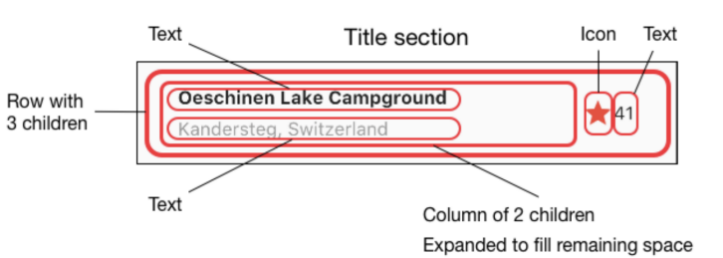 Text
Title section
Icon
Text
Row with
3 children
Oeschinen Lake Campground
Kandersteg, Switzerland
41
Text
Column of 2 children
Expanded to fill remaining space